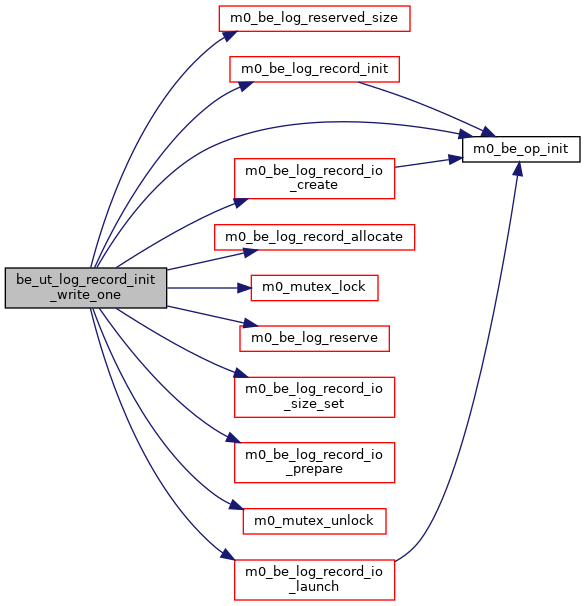 m0_be_log_reserved_size
m0_be_log_record_init
m0_be_op_init
m0_be_log_record_io
_create
m0_be_log_record_allocate
be_ut_log_record_init
_write_one
m0_mutex_lock
m0_be_log_reserve
m0_be_log_record_io
_size_set
m0_be_log_record_io
_prepare
m0_mutex_unlock
m0_be_log_record_io
_launch